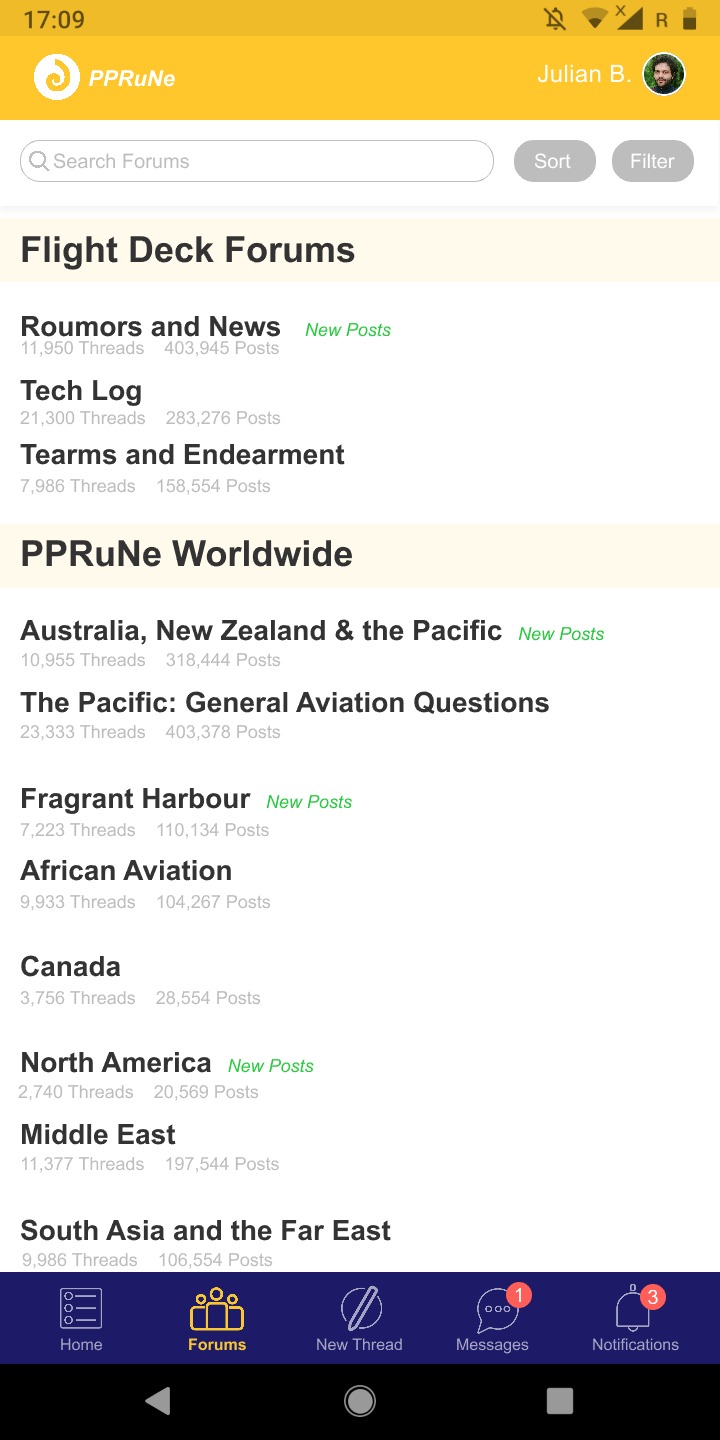 17:09
R
PPRuNe
Julian B.
Search Forums
Sort
Filter
Flight Deck Forums
Roumors and News New Posts
11,950 Threads 403,945 Posts
Tech Log
21,300 Threads 283,276 Posts
Tearms and Endearment
7,986 Threads 158,554 Posts
PPRuNe Worldwide
Australia, New Zealand & the Pacific New Posts
10,955 Threads 318,444 Posts
The Pacific: General Aviation Questions
23,333 Threads 403,378 Posts
Fragrant Harbour New Posts
7,223 Threads 110,134 Posts
African Aviation
9,933 Threads 104,267 Posts
Canada
3,756 Threads 28,554 Posts
North America New Posts
2,740 Threads 20,569 Posts
Middle East
11,377 Threads 197,544 Posts
South Asia and the Far East
9,986 Threads 106,554 Posts
1 3
Home Forums New Thread Messages Notifications